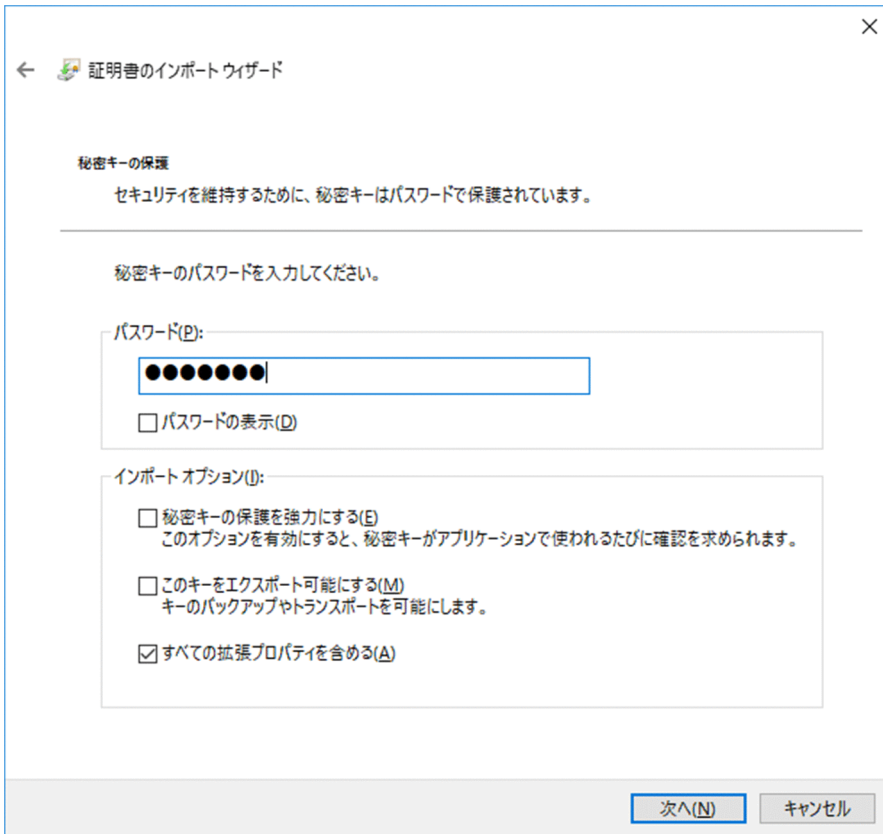 証明書のインポート ウィザード
秘密キーの保護
セキュリティを維持するために、秘密キーはパスワードで保護されています。
秘密キーのパスワードを入力してください。
パスワード(P):
●●●●●●●
パスワードの表示(D)
インポート オプション(I):
秘密キーの保護を強力にする(E)
このオプションを有効にすると、秘密キーがアプリケーションで使われるたびに確認を求められます。
このキーをエクスポート可能にする(M)
キーのバックアップやトランスポートを可能にします。
すべての拡張プロパティを含める(A)
次へ(N)
キャンセル